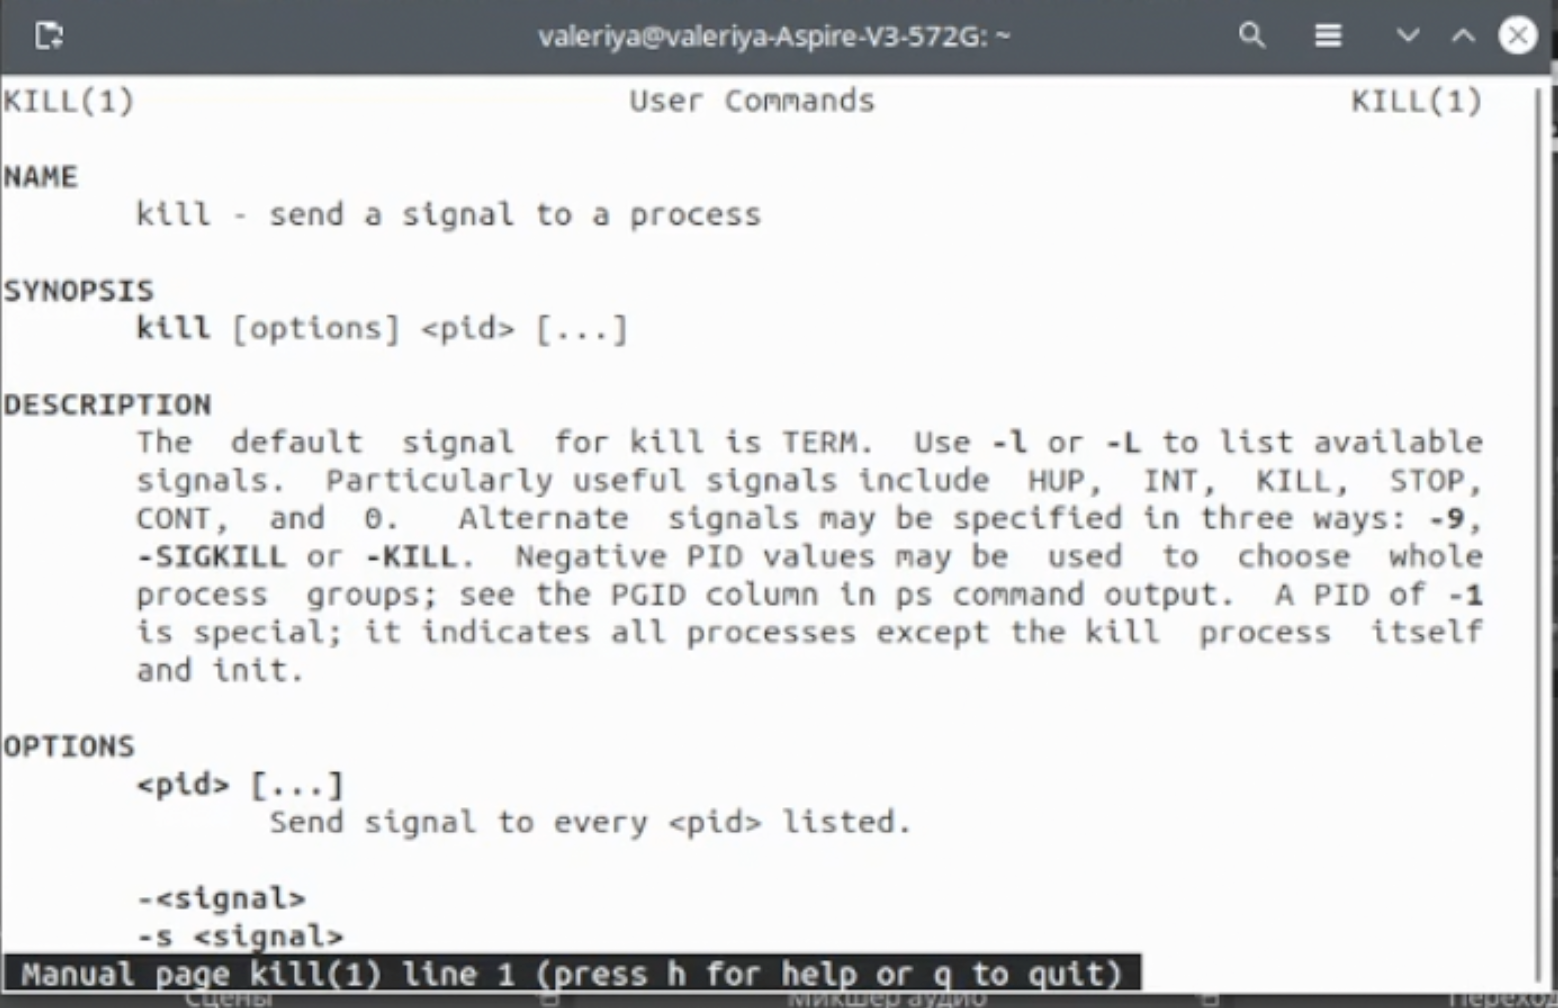 valeriya@valeriya-Aspire-V3-572G: ~
KILL(1) User Commands KILL(1)
NAME
kill - send a signal to a process
SYNOPSIS
kill [options] <pid> [...]
DESCRIPTION
The default signal for kill is TERM. Use -l or -L to list available
signals. Particularly useful signals include HUP, INT, KILL, STOP,
CONT, and 0. Alternate signals may be specified in three ways: -9,
-SIGKILL or -KILL. Negative PID values may be used to choose whole
process groups; see the PGID column in ps command output. A PID of -1
is special; it indicates all processes except the kill process itself
and init.
OPTIONS
<pid> [...]
Send signal to every <pid> listed.
-<signal>
-s <signal>
Manual page kill(1) line 1 (press h for help or q to quit)
Сцены Микшер аудио Переход